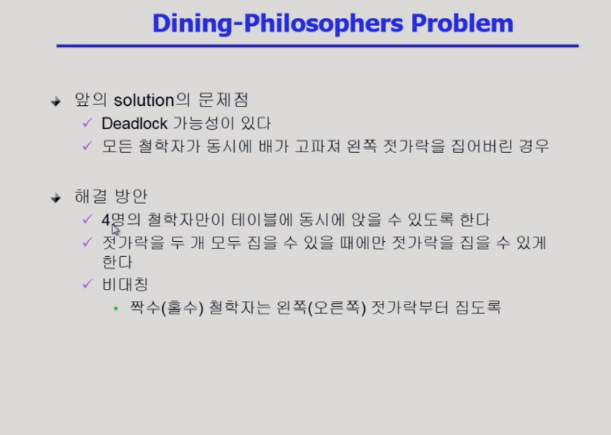 Dining-Philosophers Problem
앞의 solution의 문제점
Deadlock 가능성이 있다
모든 철학자가 동시에 배가 고파져 왼쪽 젓가락을 집어버린 경우
해결 방안
4명의 철학자만이 테이블에 동시에 앉을 수 있도록 한다
젓가락을 두 개 모두 집을 수 있을 때에만 젓가락을 집을 수 있게
한다
비대칭
짝수(홀수) 철학자는 왼쪽(오른쪽) 젓가락부터 집도록